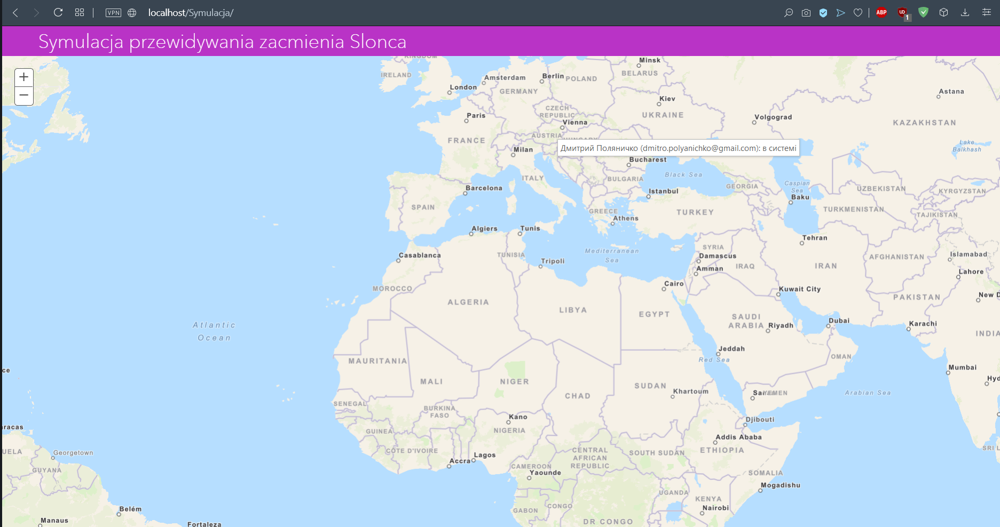 VPN
localhost/Symulacja/
ABP
1
Symulacja przewidywania zacmienia Slonca
+
−
KINGDOM
IRELAND
London
Amsterdam
Berlin
POLAND
GERMANY
Minsk
BELARUS
Kiev
UKRAINE
Astana
KAZAKHSTAN
Volgograd
CZECH
REPUBLIC
Paris
Vienna
AUSTRIA
HUNGARY
FRANCE
Milan
Дмитрий Поляничко (dmitro.polyanichko@gmail.com): в системі
Lake
Balkhash
Bucharest
Black Sea
BULGARIA
ITALY
GEORGIA
Caspian
Sea
Baku
UZBEKISTAN
KYRGYZSTAN
Barcelona
Istanbul
SPAIN
GREECE
Athens
TURKEY
TURKMENISTAN
TAJIKISTAN
Algiers
Tunis
Tehran
Casablanca
TUNISIA
Tripoli
Mediterranean
Sea
SYRIA
Damascus
Amman
IRAQ
IRAN
AFGHANISTAN
Islamabad
Lahore
MOROCCO
Cairo
Kuwait City
PAKISTAN
New D
ALGERIA
LIBYA
EGYPT
SAUDI
ARABIA
Riyadh
Dubai
Karachi
INDIA
Atlantic
Ocean
Jeddah
Red Sea
OMAN
MAURITANIA
Mumbai
ce
MALI
NIGER
CHAD
SUDAN
Khartoum
YEMEN
Arabian Sea
Hyd
SENEGAL
BURKINA
FASO
Kano
NIGERIA
Djibouti
aracas
GUINEA
Addis Ababa
ETHIOPIA
UELA
Georgetown
GUYANA
CÔTE D'IVOIRE
Accra
Lagos
CENTRAL
AFRICAN
REPUBLIC
SOUTH SUDAN
SRI L
CAMEROON
Yaounde
SOMALIA
Mogadishu
UGANDA
KENYA
Nairobi
CONGO
GABON
DR CONGO
Belém
Manaus
Fortaleza